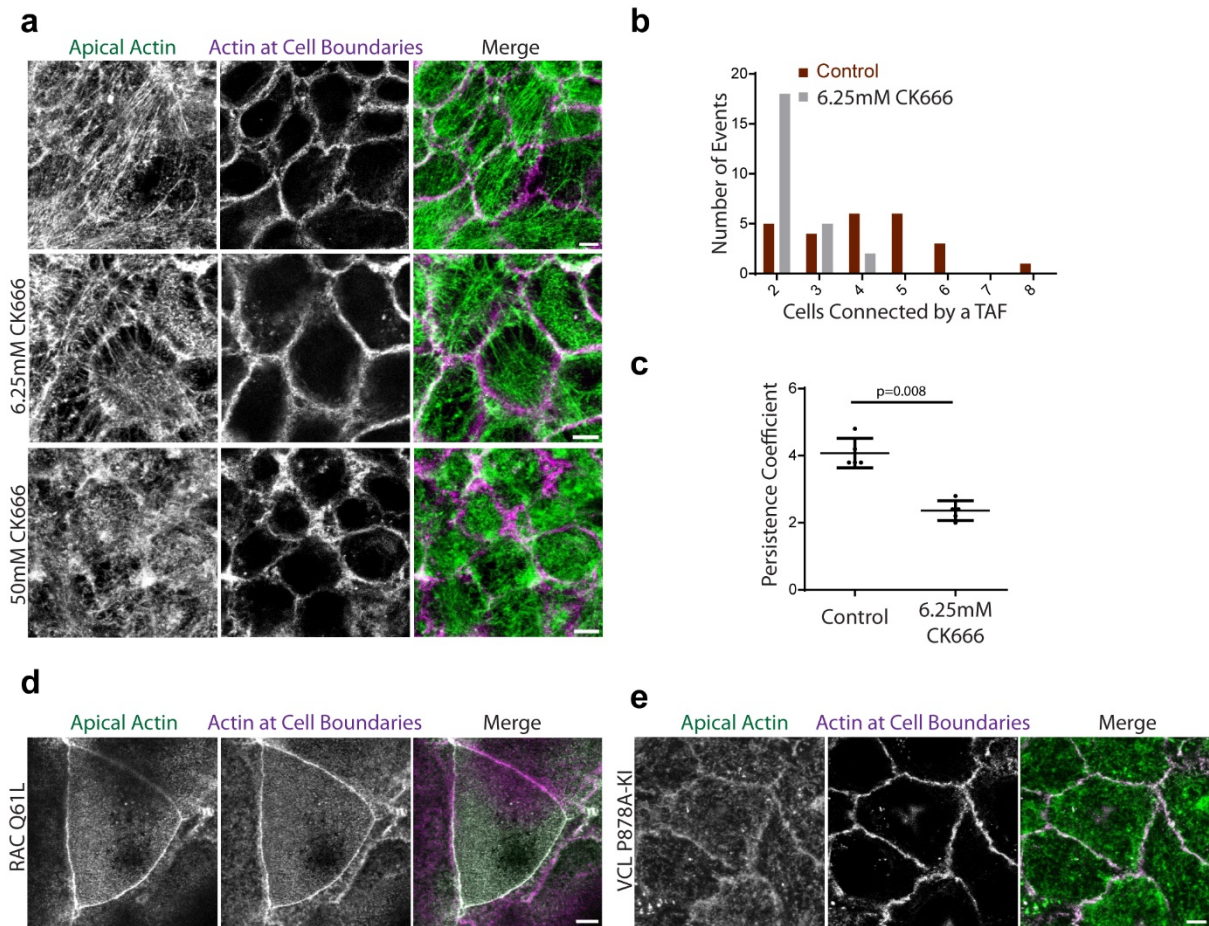 a
Apical Actin Actin at Cell Boundaries Merge
6.25mM CK666
50mM CK666
b
Control
6.25mM CK666
Number of Events
20
15
10
5
0
2 3 4 5 6 7 8
Cells Connected by a TAF
c
Persistence Coefficient
6
4
2
0
p=0.008
Control
6.25mM
CK666
d
Apical Actin Actin at Cell Boundaries Merge
RAC Q61L
e
Apical Actin Actin at Cell Boundaries Merge
VCL P878A-KI